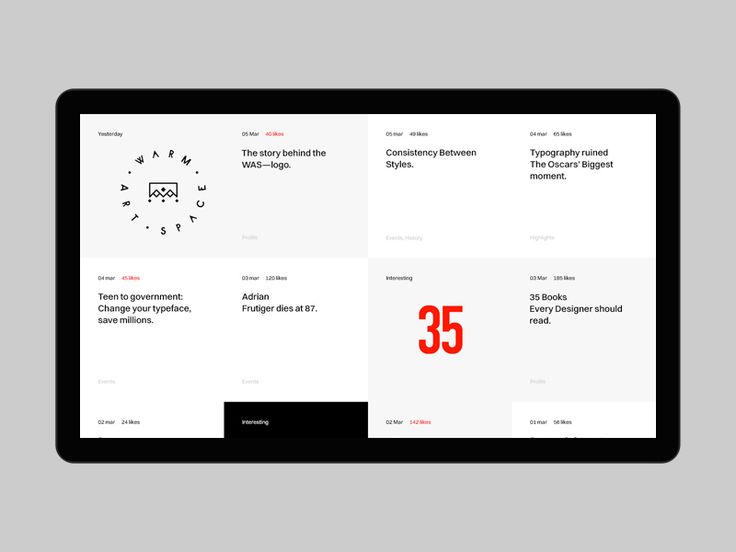 Yesterday
WARM
ART · SPACE
05 Mar 40 likes
The story behind the
WAS—logo.
Profile
05 mar 49 likes
Consistency Between
Styles.
Events, History
04 mar 65 likes
Typography ruined
The Oscars' Biggest
moment.
Highlights
04 mar 45 likes
Teen to government:
Change your typeface,
save millions.
Events
03 mar 120 likes
Adrian
Frutiger dies at 87.
Events
Interesting
35
03 Mar 185 likes
35 Books
Every Designer should
read.
Profile
02 mar 24 likes
Interesting
02 Mar 142 likes
01 mar 56 likes